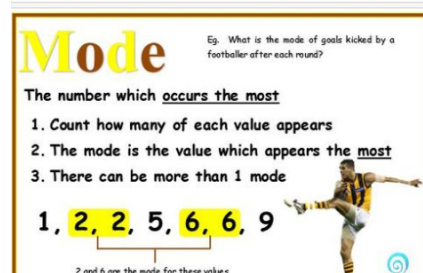 Mode
Eg. What is the mode of goals kicked by a
footballer after each round?
The number which occurs the most
1. Count how many of each value appears
2. The mode is the value which appears the most
3. There can be more than 1 mode
1, 2, 2, 5, 6, 6, 9
2 and 6 are the mode for these values